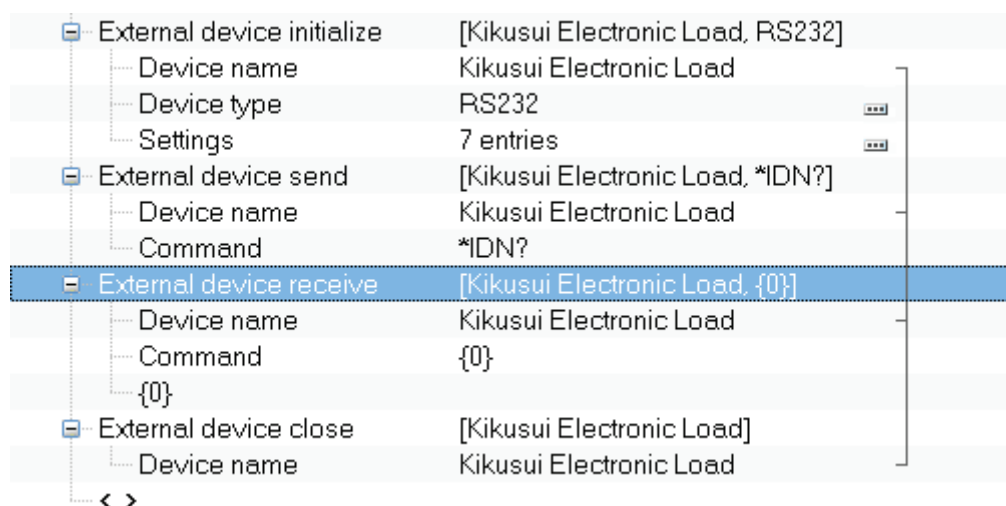 External device initialize [Kikusui Electronic Load, RS232]
Device name Kikusui Electronic Load
Device type RS232
Settings 7 entries
External device send [Kikusui Electronic Load, *IDN?]
Device name Kikusui Electronic Load
Command *IDN?
External device receive [Kikusui Electronic Load, {0}]
Device name Kikusui Electronic Load
Command {0}
{0}
External device close [Kikusui Electronic Load]
Device name Kikusui Electronic Load
< >